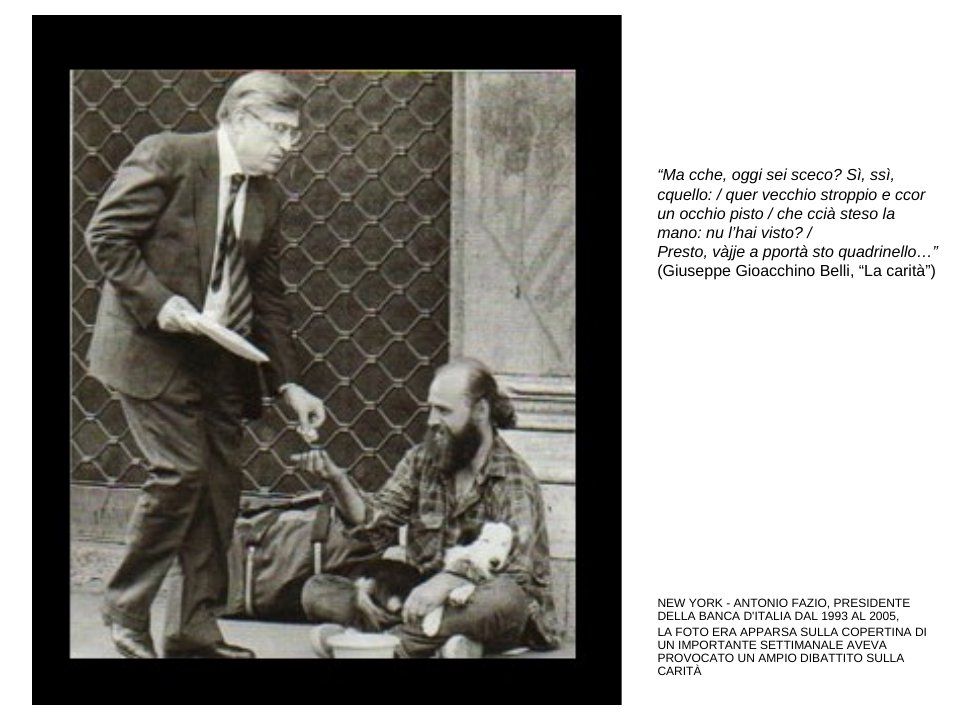 “Ma cche, oggi sei sceco? Sì, ssì,
cquello: / quer vecchio stroppio e ccor
un occhio pisto / che ccià steso la
mano: nu l’hai visto? /
Presto, vàjje a pportà sto quadrinello…”
(Giuseppe Gioacchino Belli, “La carità”)
NEW YORK - ANTONIO FAZIO, PRESIDENTE
DELLA BANCA D'ITALIA DAL 1993 AL 2005,
LA FOTO ERA APPARSA SULLA COPERTINA DI
UN IMPORTANTE SETTIMANALE AVEVA
PROVOCATO UN AMPIO DIBATTITO SULLA
CARITÀ